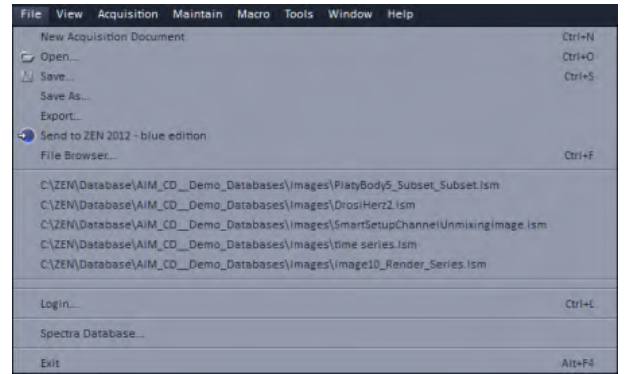 File View Acquisition Maintain Macro Tools Window Help
New Acquisition Document Ctrl+N
Open... Ctrl+O
Save... Ctrl+S
Save As...
Export...
Send to ZEN 2012 - blue edition
File Browser... Ctrl+F
C:\ZEN\Database\AIM_CD__Demo_Databases\Images\PlatyBody5_Subset_Subset.lsm
C:\ZEN\Database\AIM_CD__Demo_Databases\Images\DrosiHerz2.lsm
C:\ZEN\Database\AIM_CD__Demo_Databases\Images\SmartSetupChannelUnmixingImage.lsm
C:\ZEN\Database\AIM_CD__Demo_Databases\Images\time series.lsm
C:\ZEN\Database\AIM_CD__Demo_Databases\Images\Image10_Render_Series.lsm
Login... Ctrl+L
Spectra Database...
Exit Alt+F4